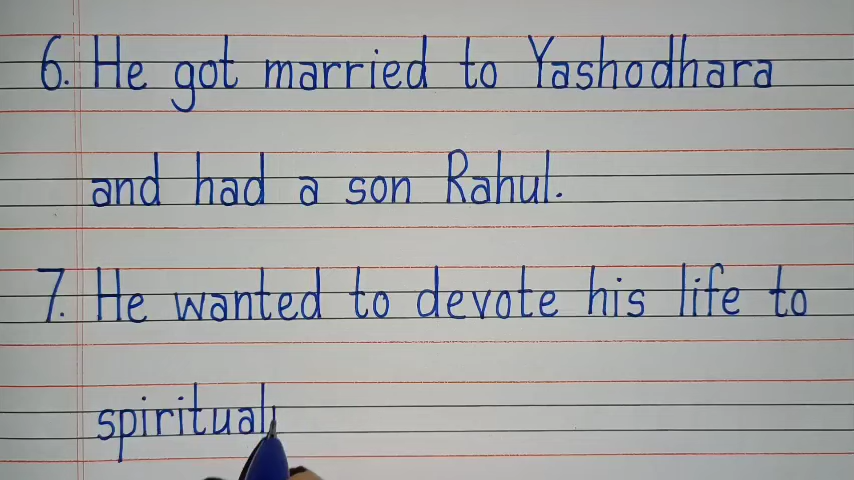 6. He got married to Yashodhara
and had a son Rahul.
7. He wanted to devote his life to
spiritual